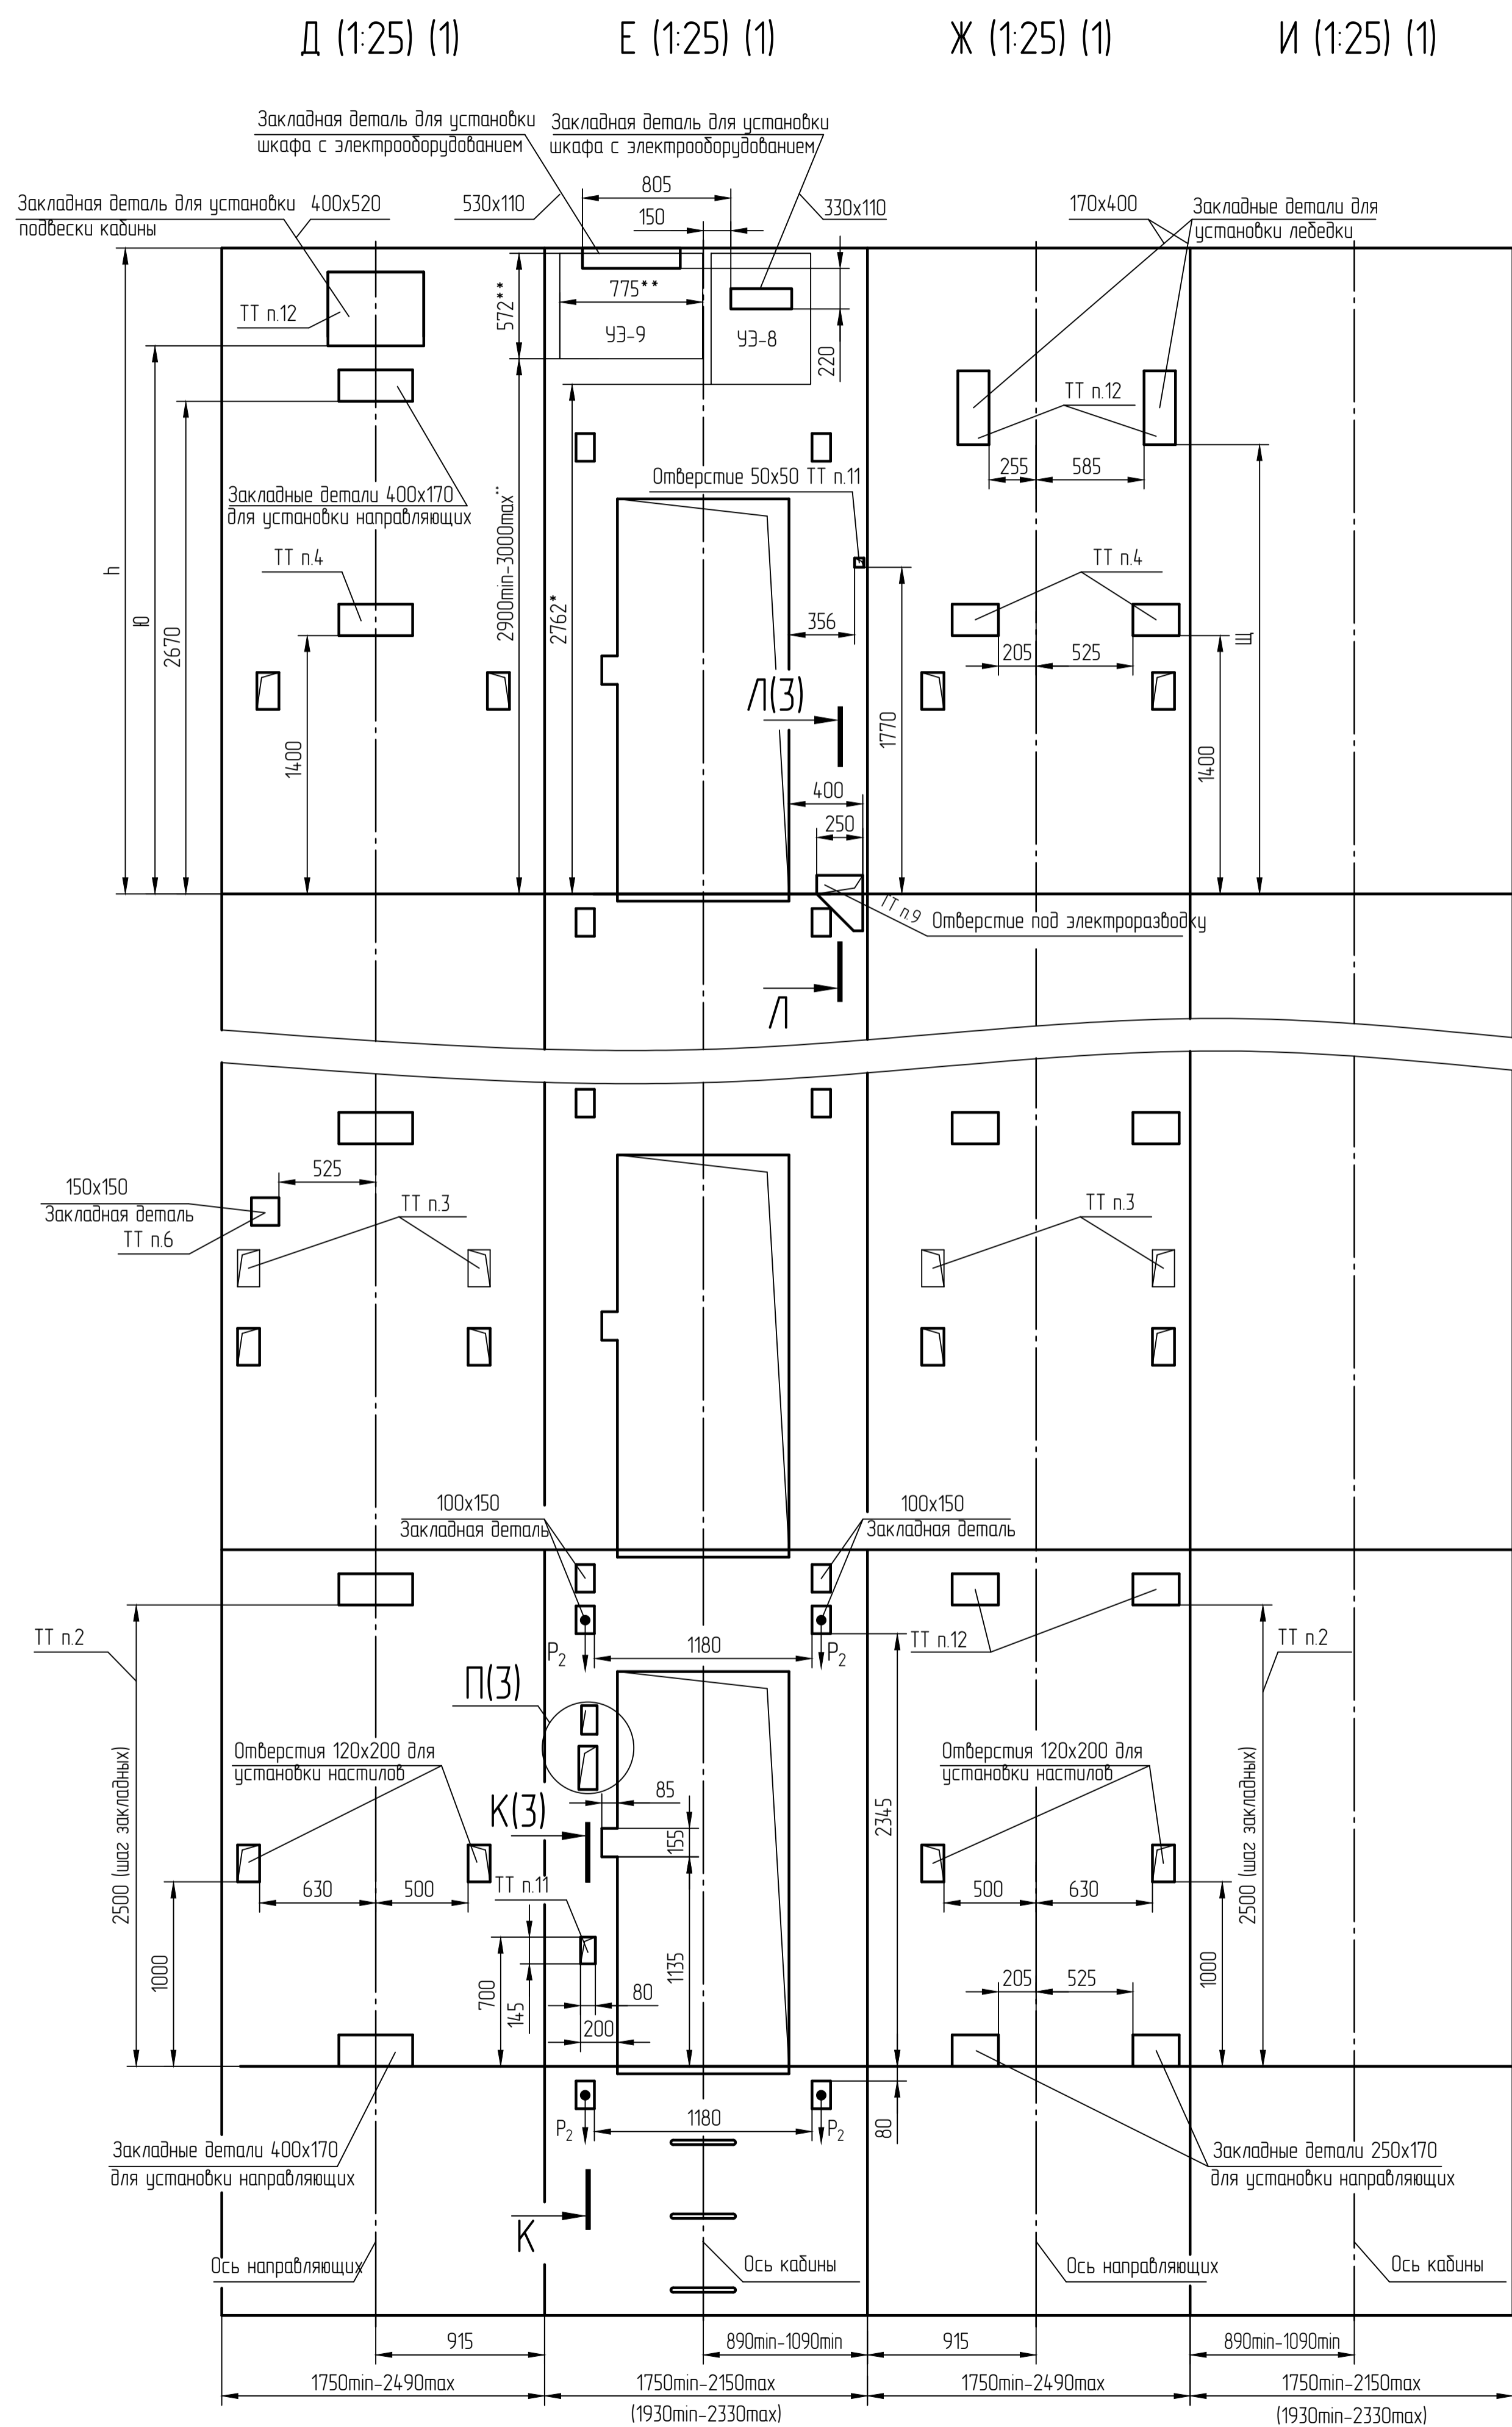 Д (1:25) (1)
Е (1:25) (1)
Ж (1:25) (1)
И (1:25) (1)
Закладная деталь для установки
шкафа с электрооборудованием
Закладная деталь для установки
шкафа с электрооборудованием
Закладная деталь для установки
подвески кабины
400х520
530х110
805
150
330х110
170х400
Закладные детали для
установки лебедки
ТТ п.12
572**
775**
УЭ-9
УЭ-8
220
ТТ п.12
255
585
Закладные детали 400х170
для установки направляющих
Отверстие 50х50 ТТ п.11
ТТ п.4
ТТ п.4
h
Ю
2670
1400
2900min-3000max**
2762*
356
Л(3)
1770
205
525
Щ
1400
400
250
ТТ п.9
Отверстие под электроразводку
Л
150х150
Закладная деталь
ТТ п.6
525
ТТ п.3
ТТ п.3
100х150
Закладная деталь
100х150
Закладная деталь
ТТ п.2
P2
1180
P2
ТТ п.12
ТТ п.2
П(3)
Отверстия 120х200 для
установки настилов
Отверстия 120х200 для
установки настилов
2500 (шаг закладных)
85
К(3)
155
2345
2500 (шаг закладных)
630
500
ТТ п.11
500
630
1000
700
145
1135
80
200
205
525
1000
P2
1180
P2
80
Закладные детали 400х170
для установки направляющих
Закладные детали 250х170
для установки направляющих
К
Ось направляющих
Ось кабины
Ось направляющих
Ось кабины
915
890min-1090min
915
890min-1090min
1750min-2490max
1750min-2150max
1750min-2490max
1750min-2150max
(1930min-2330max)
(1930min-2330max)